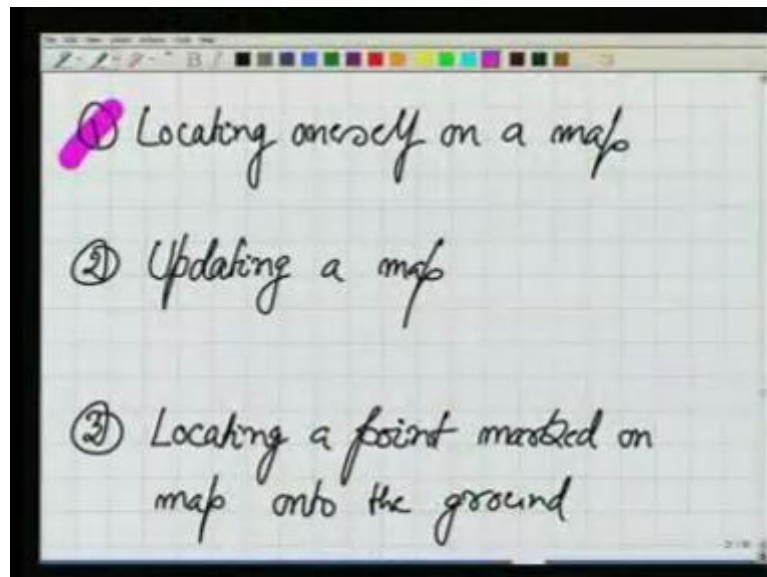 ① Locating oneself on a map
② Updating a map
③ Locating a point marked on
map onto the ground